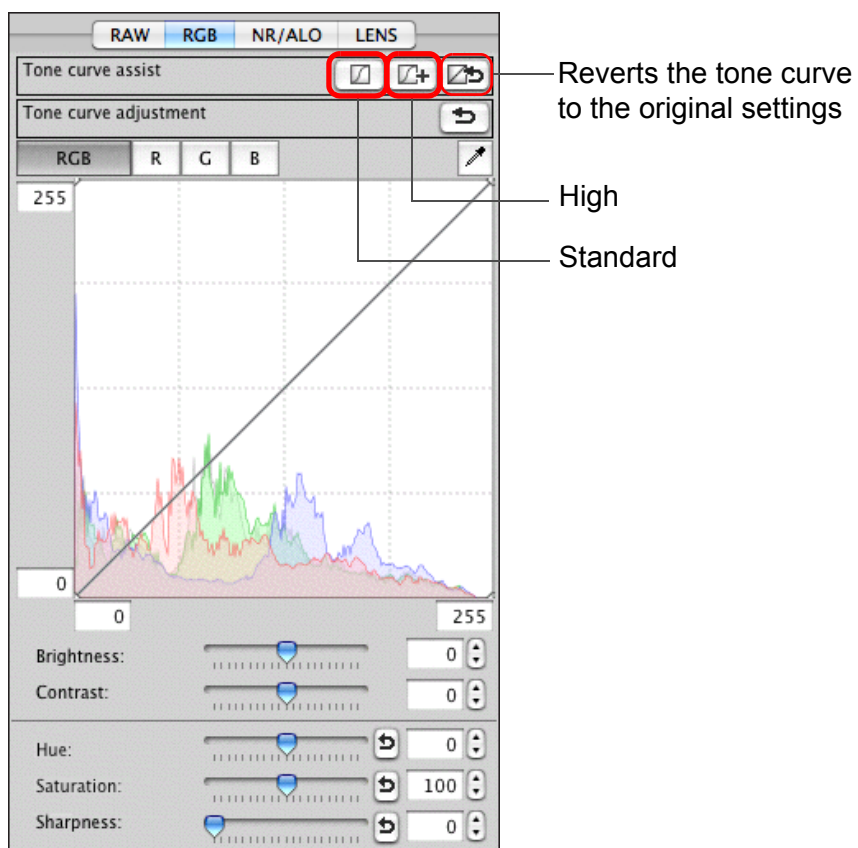 RAW RGB NR/ALO LENS
Tone curve assist
Reverts the tone curve
to the original settings
Tone curve adjustment
RGB R G B
High
Standard
255
0
0 255
Brightness: 0
Contrast: 0
Hue: 0
Saturation: 100
Sharpness: 0